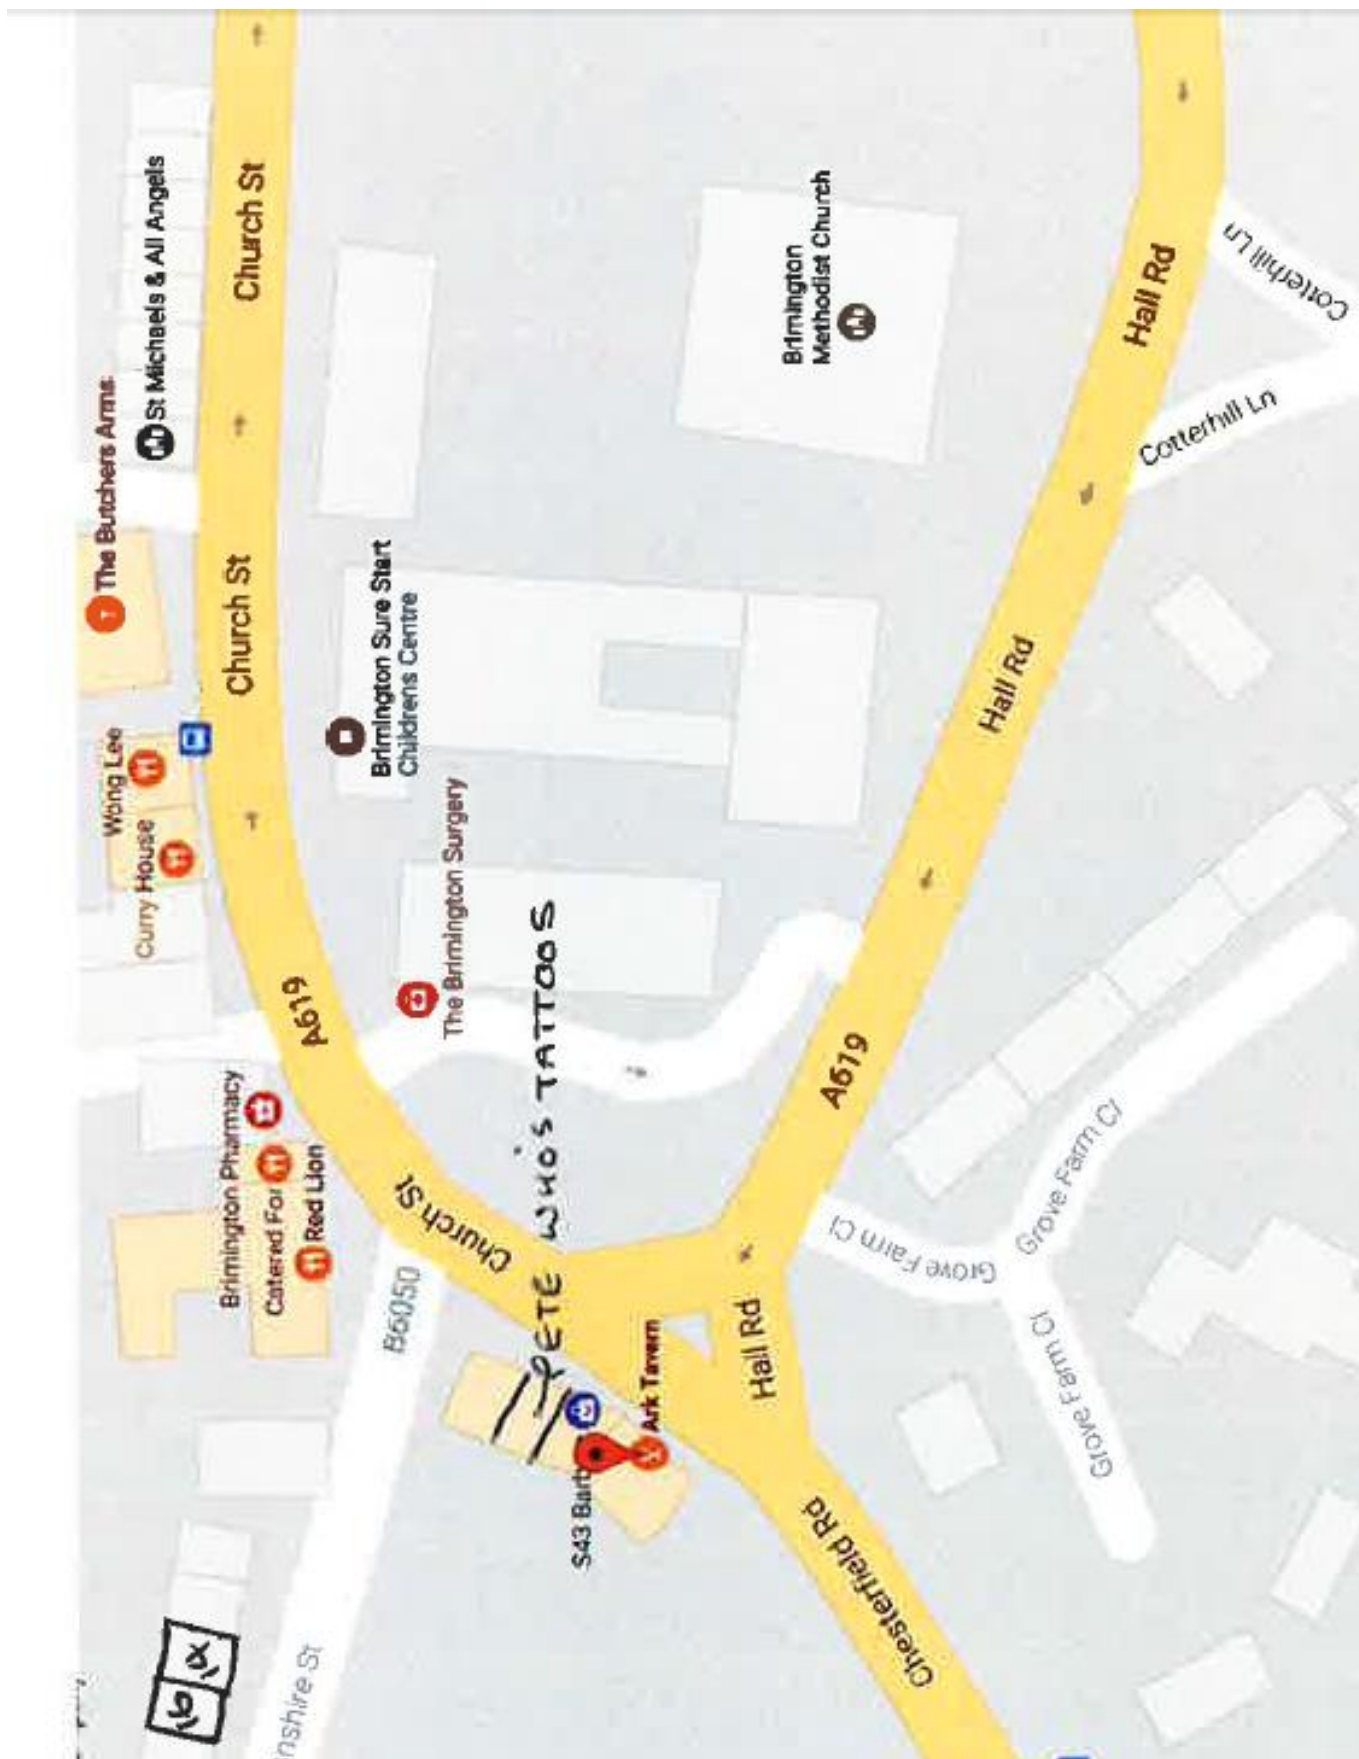 Church St
St Michaels & All Angels
The Butchers Arms
Church St
Wong Lee
Curry House
A619
Brimington Sure Start
Childrens Centre
The Brimington Surgery
Brimington
Methodist Church
Hall Rd
Cotterhill Ln
Cotterhill Ln
Hall Rd
A619
Brimington Pharmacy
Catered For
Red Lion
Church St
B6050
PETE WHO'S TATTOOS
Ark Tavern
S43 Barb
Hall Rd
Grove Farm Cl
Grove Farm Cl
Grove Farm Cl
Chesterfield Rd
nshire St